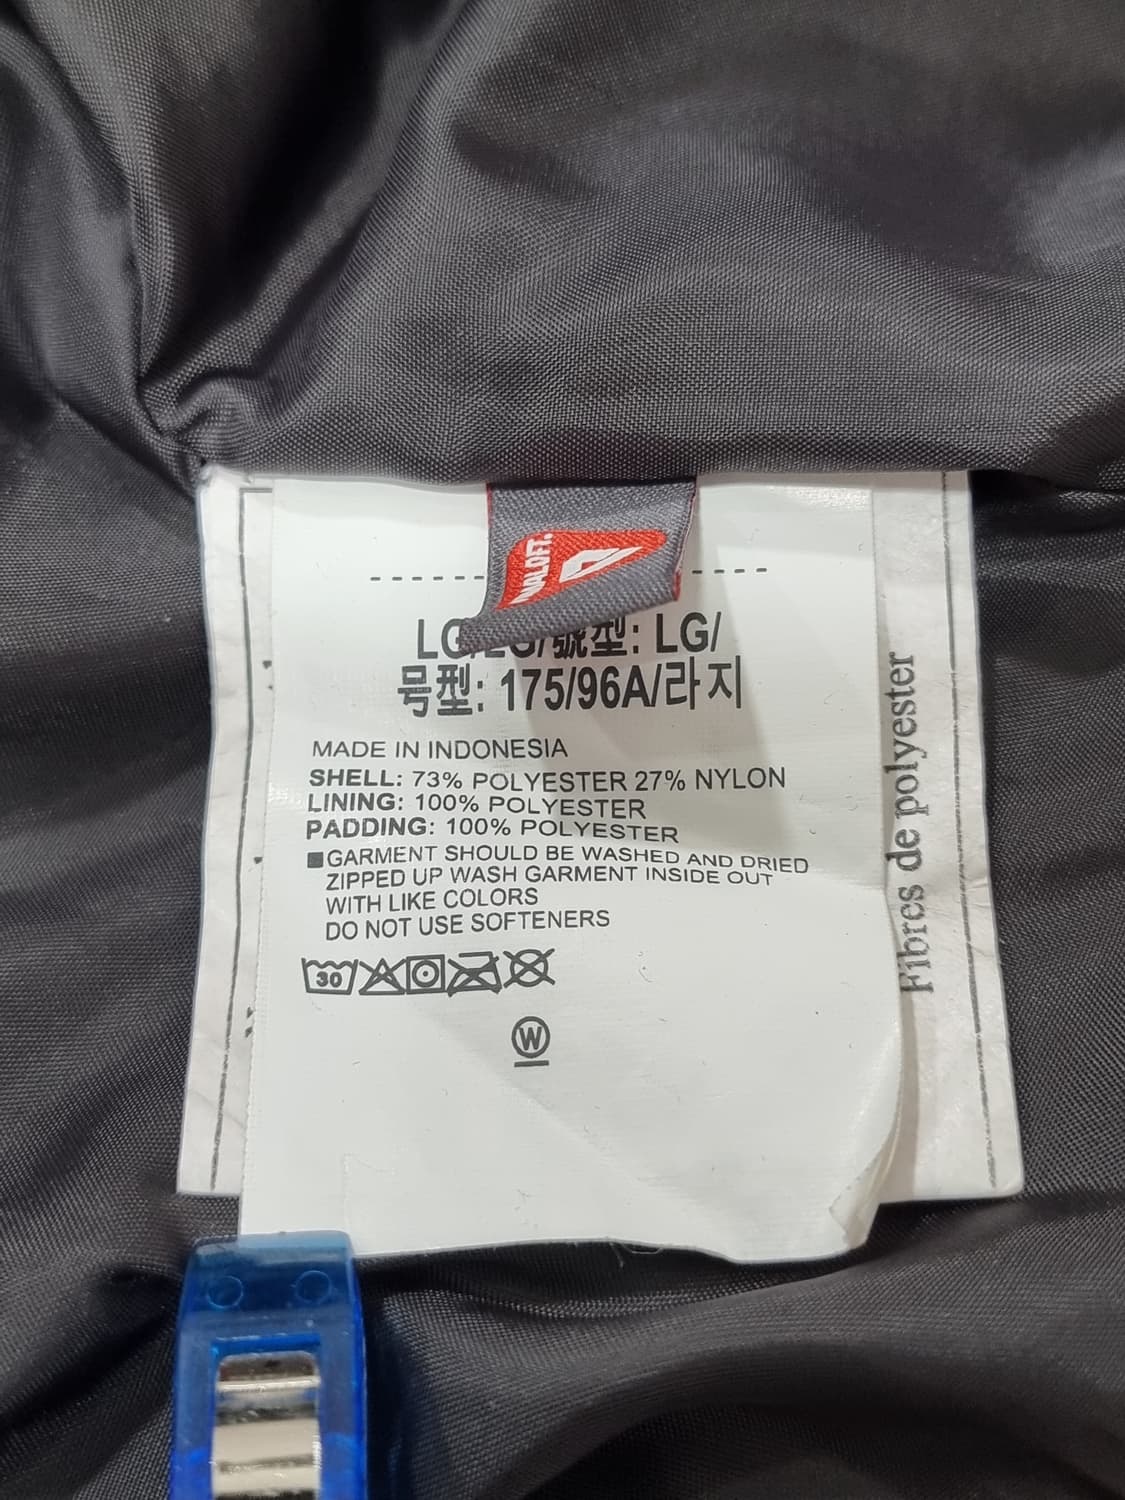 LG/LG/號型: LG/
号型: 175/96A/라지
MADE IN INDONESIA
SHELL: 73% POLYESTER 27% NYLON
LINING: 100% POLYESTER
PADDING: 100% POLYESTER
■GARMENT SHOULD BE WASHED AND DRIED
ZIPPED UP WASH GARMENT INSIDE OUT
WITH LIKE COLORS
DO NOT USE SOFTENERS
30
W
Fibres de polyester